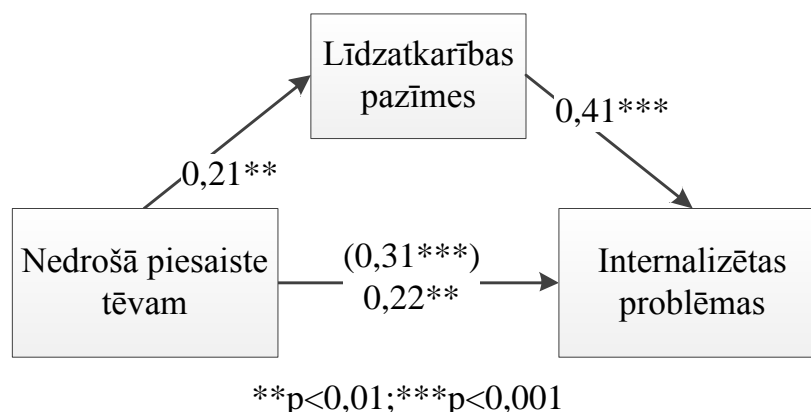 Līdzatkarības
pazīmes
0,21**
0,41***
Nedrošā piesaiste
tēvam
(0,31***)
0,22**
Internalizētas
problēmas
**p<0,01;***p<0,001